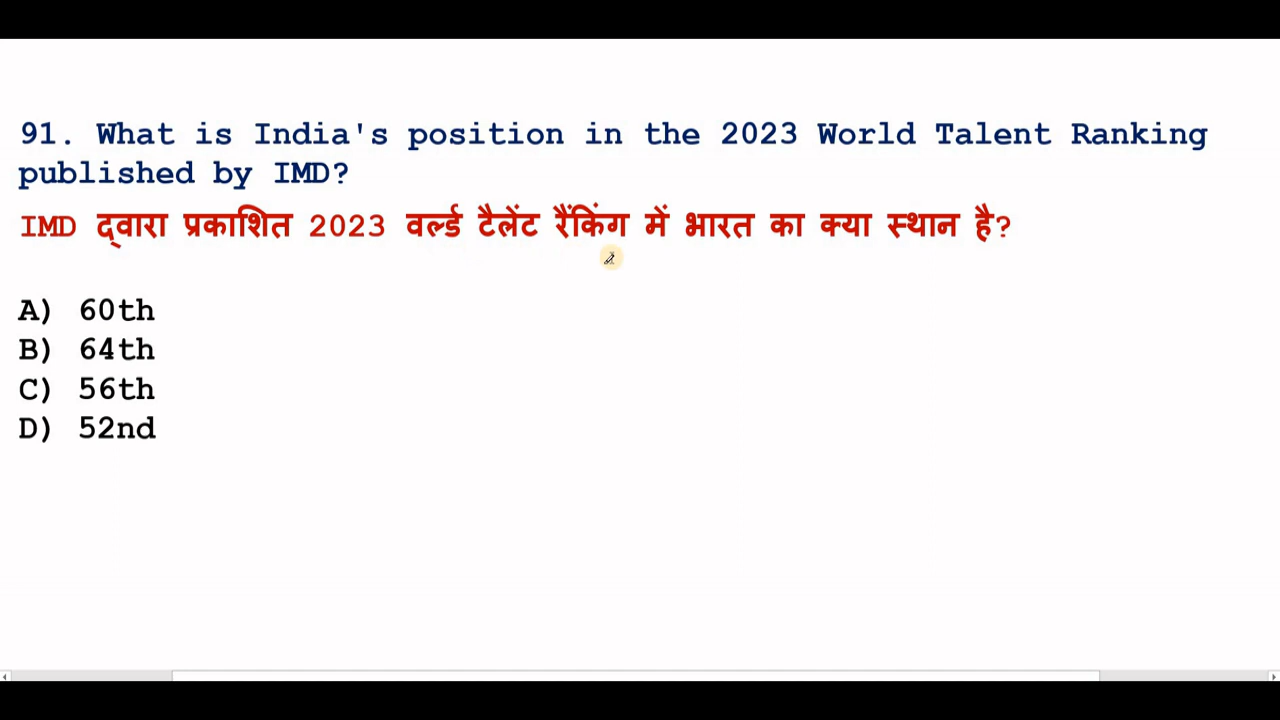 91. What is India's position in the 2023 World Talent Ranking
published by IMD?
IMD द्वारा प्रकाशित 2023 वर्ल्ड टैलेंट रैंकिंग में भारत का क्या स्थान है?
A) 60th
B) 64th
C) 56th
D) 52nd